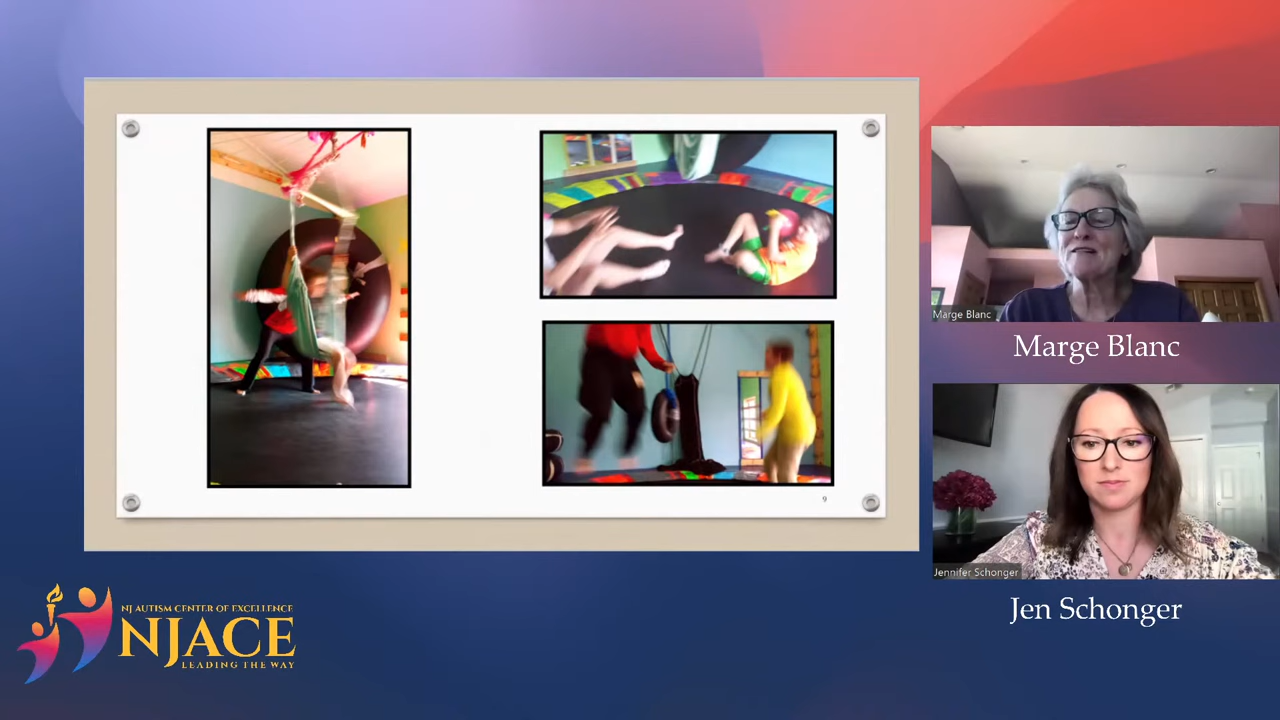 9
Marge Blanc
Marge Blanc
Jennifer Schonger
Jen Schonger
NJ AUTISM CENTER OF EXCELLENCE
NJACE
LEADING THE WAY